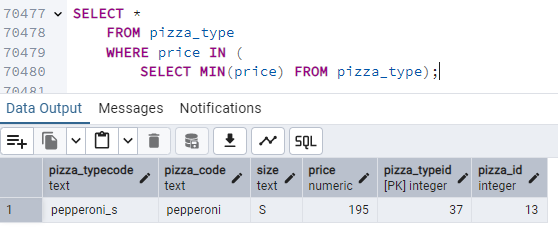 70477 SELECT *
70478 FROM pizza_type
70479 WHERE price IN (
70480 SELECT MIN(price) FROM pizza_type);
70481
Data Output Messages Notifications
SQL
pizza_typecode pizza_code size price pizza_typeid pizza_id
text text text numeric [PK] integer integer
1 pepperoni_s pepperoni S 195 37 13